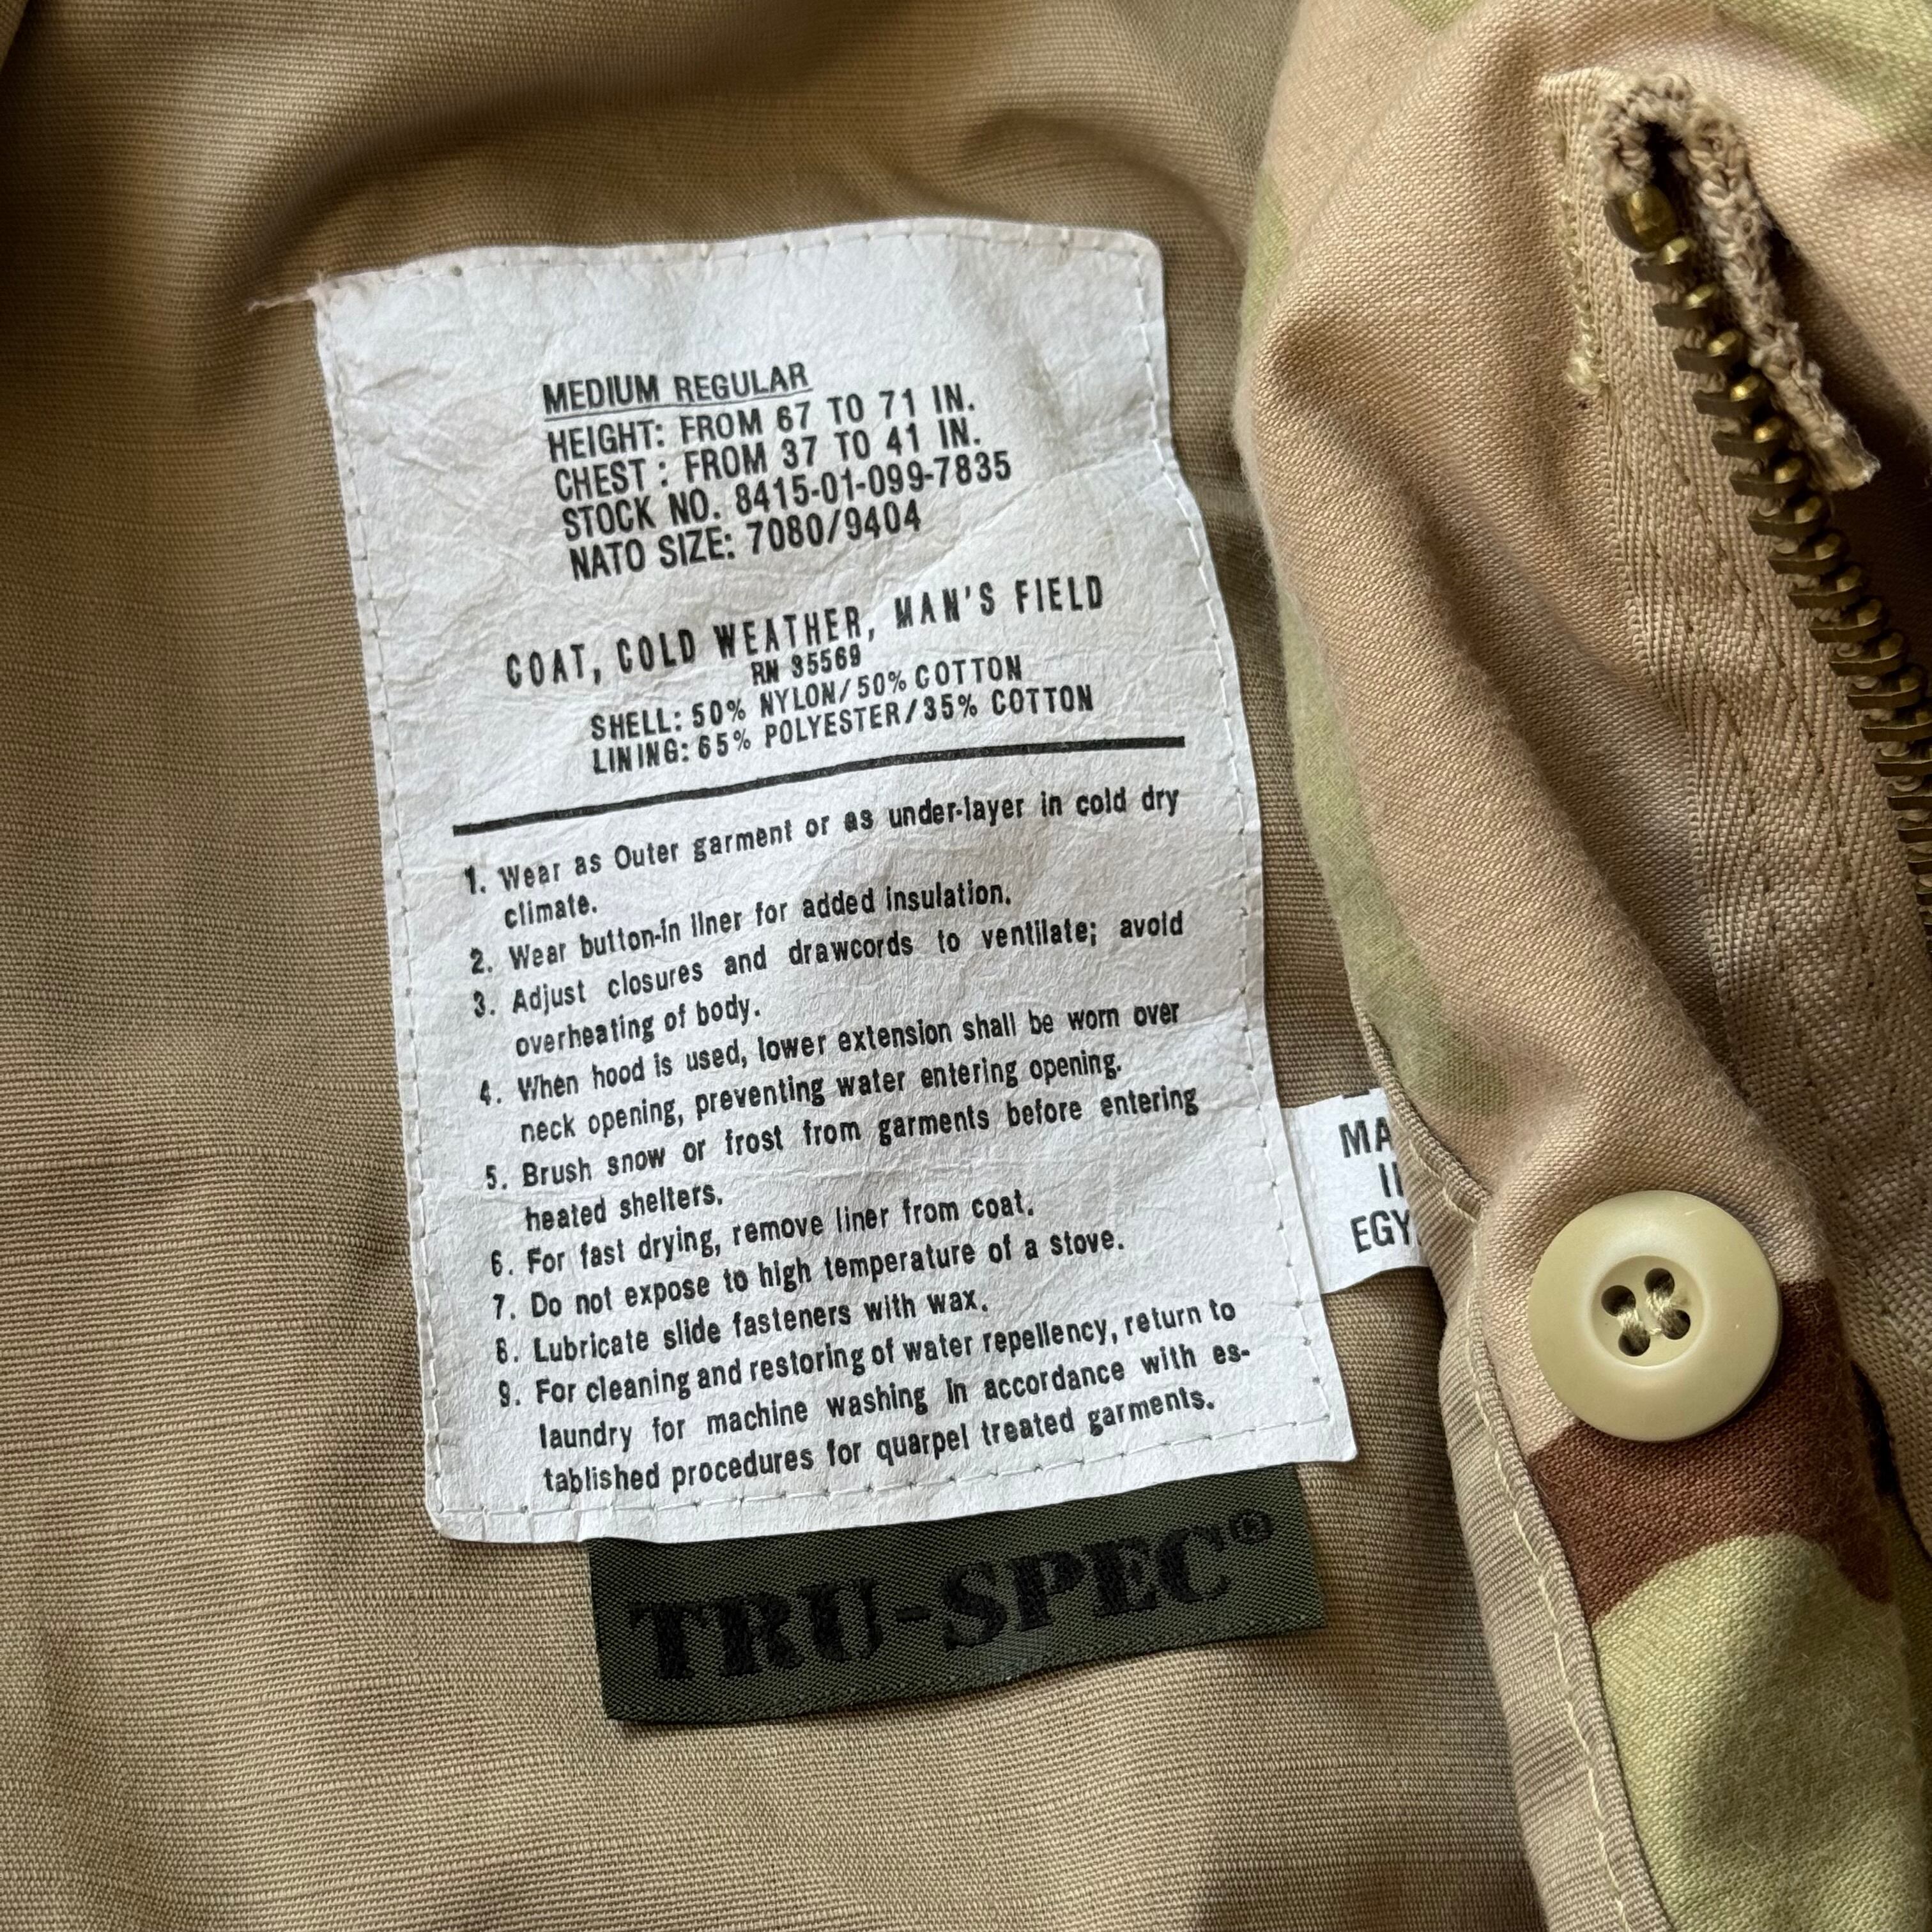 MEDIUM REGULAR
HEIGHT: FROM 67 TO 71 IN.
CHEST : FROM 37 TO 41 IN.
STOCK NO. 8415-01-099-7835
NATO SIZE: 7080/9404
COAT, COLD WEATHER, MAN'S FIELD
RN 35569
SHELL: 50% NYLON/50% COTTON
LINING: 65% POLYESTER/35% COTTON
1. Wear as Outer garment or as under-layer in cold dry
climate.
2. Wear button-in liner for added insulation.
3. Adjust closures and drawcords to ventilate; avoid
overheating of body.
4. When hood is used, lower extension shall be worn over
neck opening, preventing water entering opening.
5. Brush snow or frost from garments before entering
heated shelters.
6. For fast drying, remove liner from coat.
7. Do not expose to high temperature of a stove.
8. Lubricate slide fasteners with wax.
9. For cleaning and restoring of water repellency, return to
laundry for machine washing in accordance with es-
tablished procedures for quarpel treated garments.
MA
EGY
TRU-SPEC®